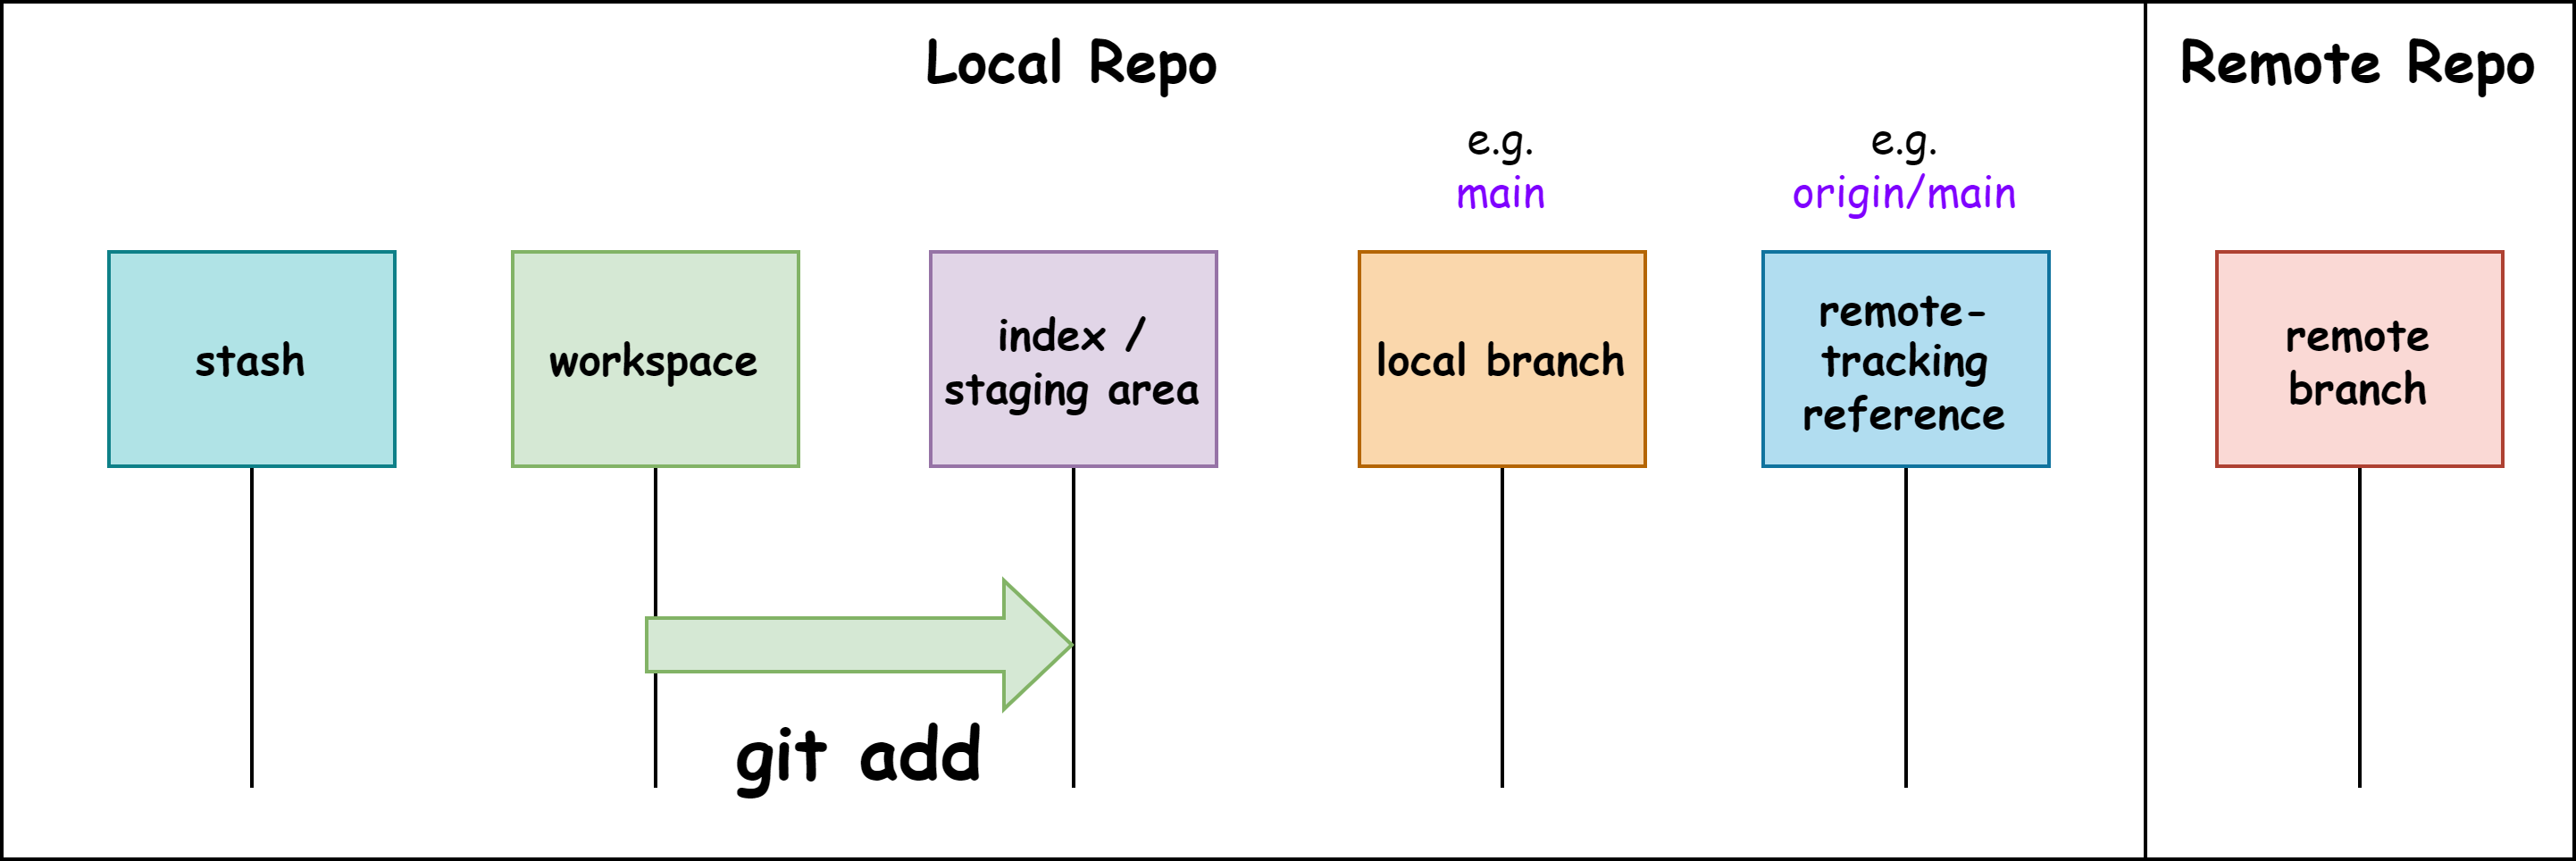 Local Repo
Remote Repo
e.g.
main
e.g.
origin/main
stash
workspace
index /
staging area
local branch
remote-
tracking
reference
remote
branch
git add